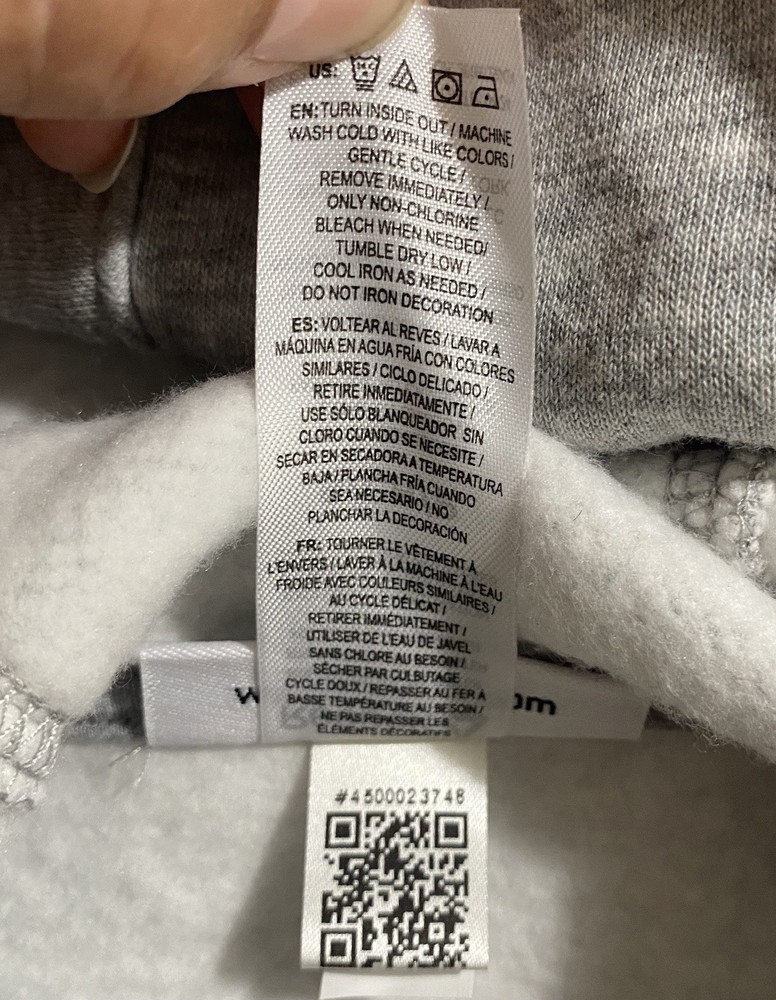 US:
EN: TURN INSIDE OUT / MACHINE
WASH COLD WITH LIKE COLORS /
GENTLE CYCLE /
REMOVE IMMEDIATELY /
ONLY NON-CHLORINE
BLEACH WHEN NEEDED/
TUMBLE DRY LOW /
COOL IRON AS NEEDED /
DO NOT IRON DECORATION
ES: VOLTEAR AL REVES / LAVAR A
MÁQUINA EN AGUA FRÍA CON COLORES
SIMILARES / CICLO DELICADO /
RETIRE INMEDIATAMENTE /
USE SÓLO BLANQUEADOR SIN
CLORO CUANDO SE NECESITE /
SECAR EN SECADORA A TEMPERATURA
BAJA / PLANCHA FRÍA CUANDO
SEA NECESARIO / NO
PLANCHAR LA DECORACIÓN
FR: TOURNER LE VÊTEMENT À
L'ENVERS / LAVER À LA MACHINE À L'EAU
FROIDE AVEC COULEURS SIMILAIRES /
AU CYCLE DÉLICAT /
RETIRER IMMÉDIATEMENT /
UTILISER DE L'EAU DE JAVEL
SANS CHLORE AU BESOIN /
SÉCHER PAR CULBUTAGE
CYCLE DOUX / REPASSER AU FER À
BASSE TEMPÉRATURE AU BESOIN /
NE PAS REPASSER LES
ÉLÉMENTS DÉCORATIFS
#4500023748